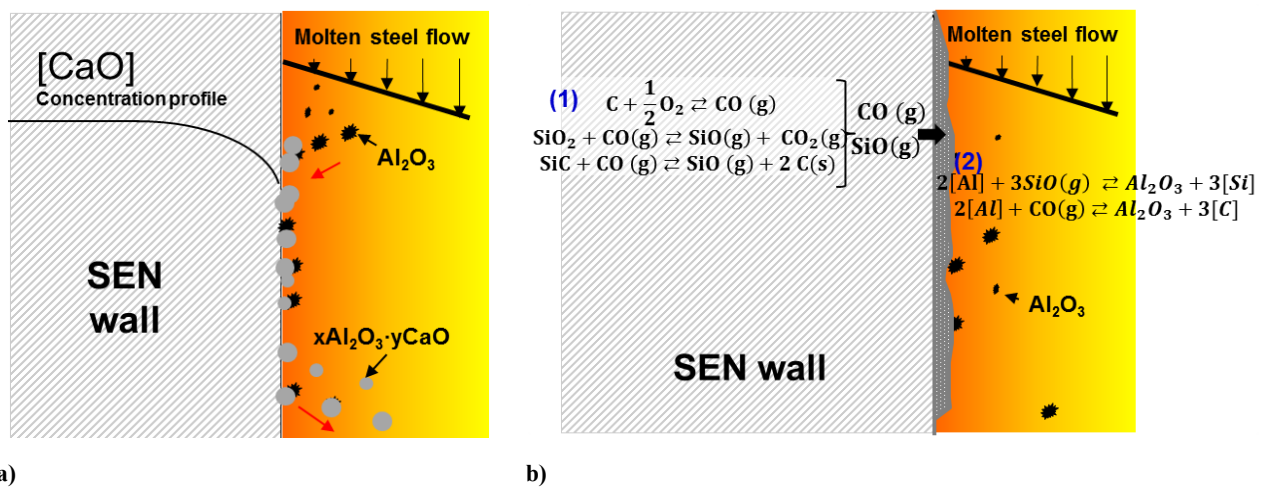 Molten steel flow
[CaO]
Concentration profile
Al₂O₃
SEN
wall
xAl₂O₃·yCaO
a)
Molten steel flow
(1)
C + 1/2 O₂ ⇄ CO (g)
SiO₂ + CO(g) ⇄ SiO(g) + CO₂(g)
SiC + CO (g) ⇄ SiO (g) + 2 C(s)
CO (g)
SiO(g)
(2)
2[Al] + 3SiO(g) ⇄ Al₂O₃ + 3[Si]
2[Al] + CO(g) ⇄ Al₂O₃ + 3[C]
Al₂O₃
SEN wall
b)